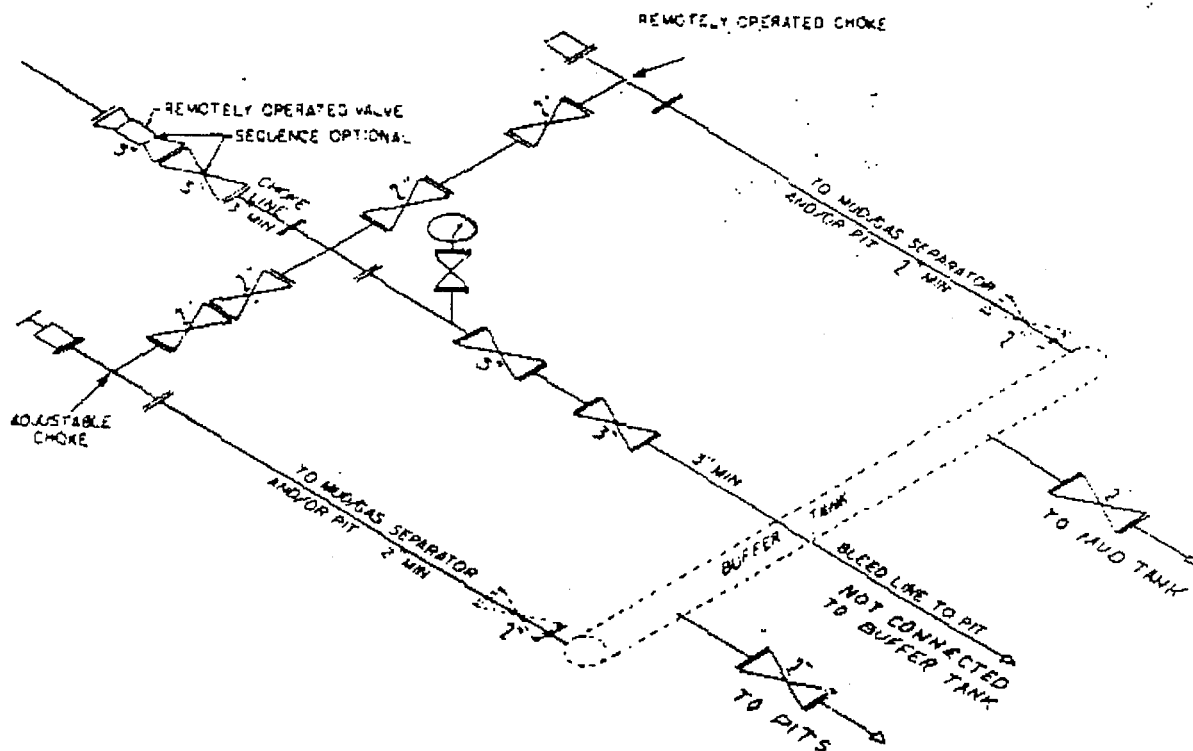 REMOTELY OPERATED CHOKE
REMOTELY OPERATED VALVE
SEQUENCE OPTIONAL
3"
3"
CHOKE
LINE
3 MIN
2"
2"
2"
2"
ADJUSTABLE
CHOKE
3"
3"
3" MIN
TO MUD/GAS SEPARATOR
AND/OR PIT
2" MIN
2"
TO MUD/GAS SEPARATOR
AND/OR PIT
2" MIN
2"
BUFFER TANK
2"
TO MUD TANK
BLEED LINE TO PIT
NOT CONNECTED
TO BUFFER
TANK
2"
TO PITS